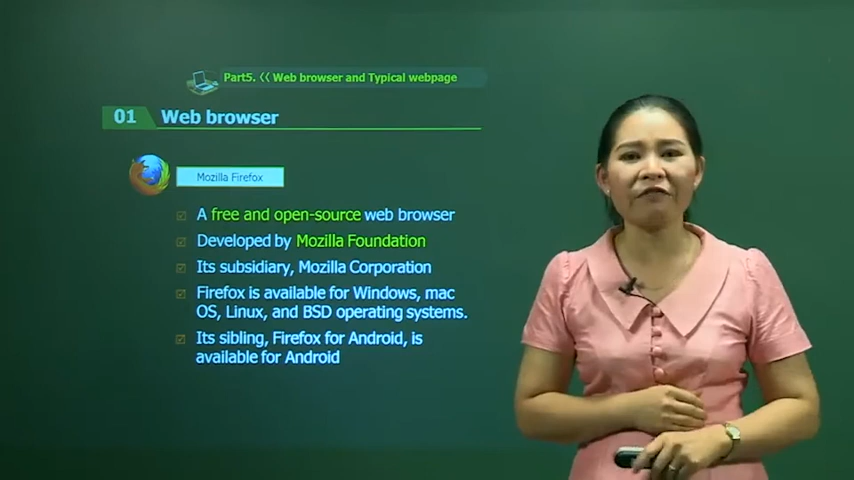 Part5. 《 Web browser and Typical webpage
01 Web browser
Mozilla Firefox
A free and open-source web browser
Developed by Mozilla Foundation
Its subsidiary, Mozilla Corporation
Firefox is available for Windows, mac
OS, Linux, and BSD operating systems.
Its sibling, Firefox for Android, is
available for Android